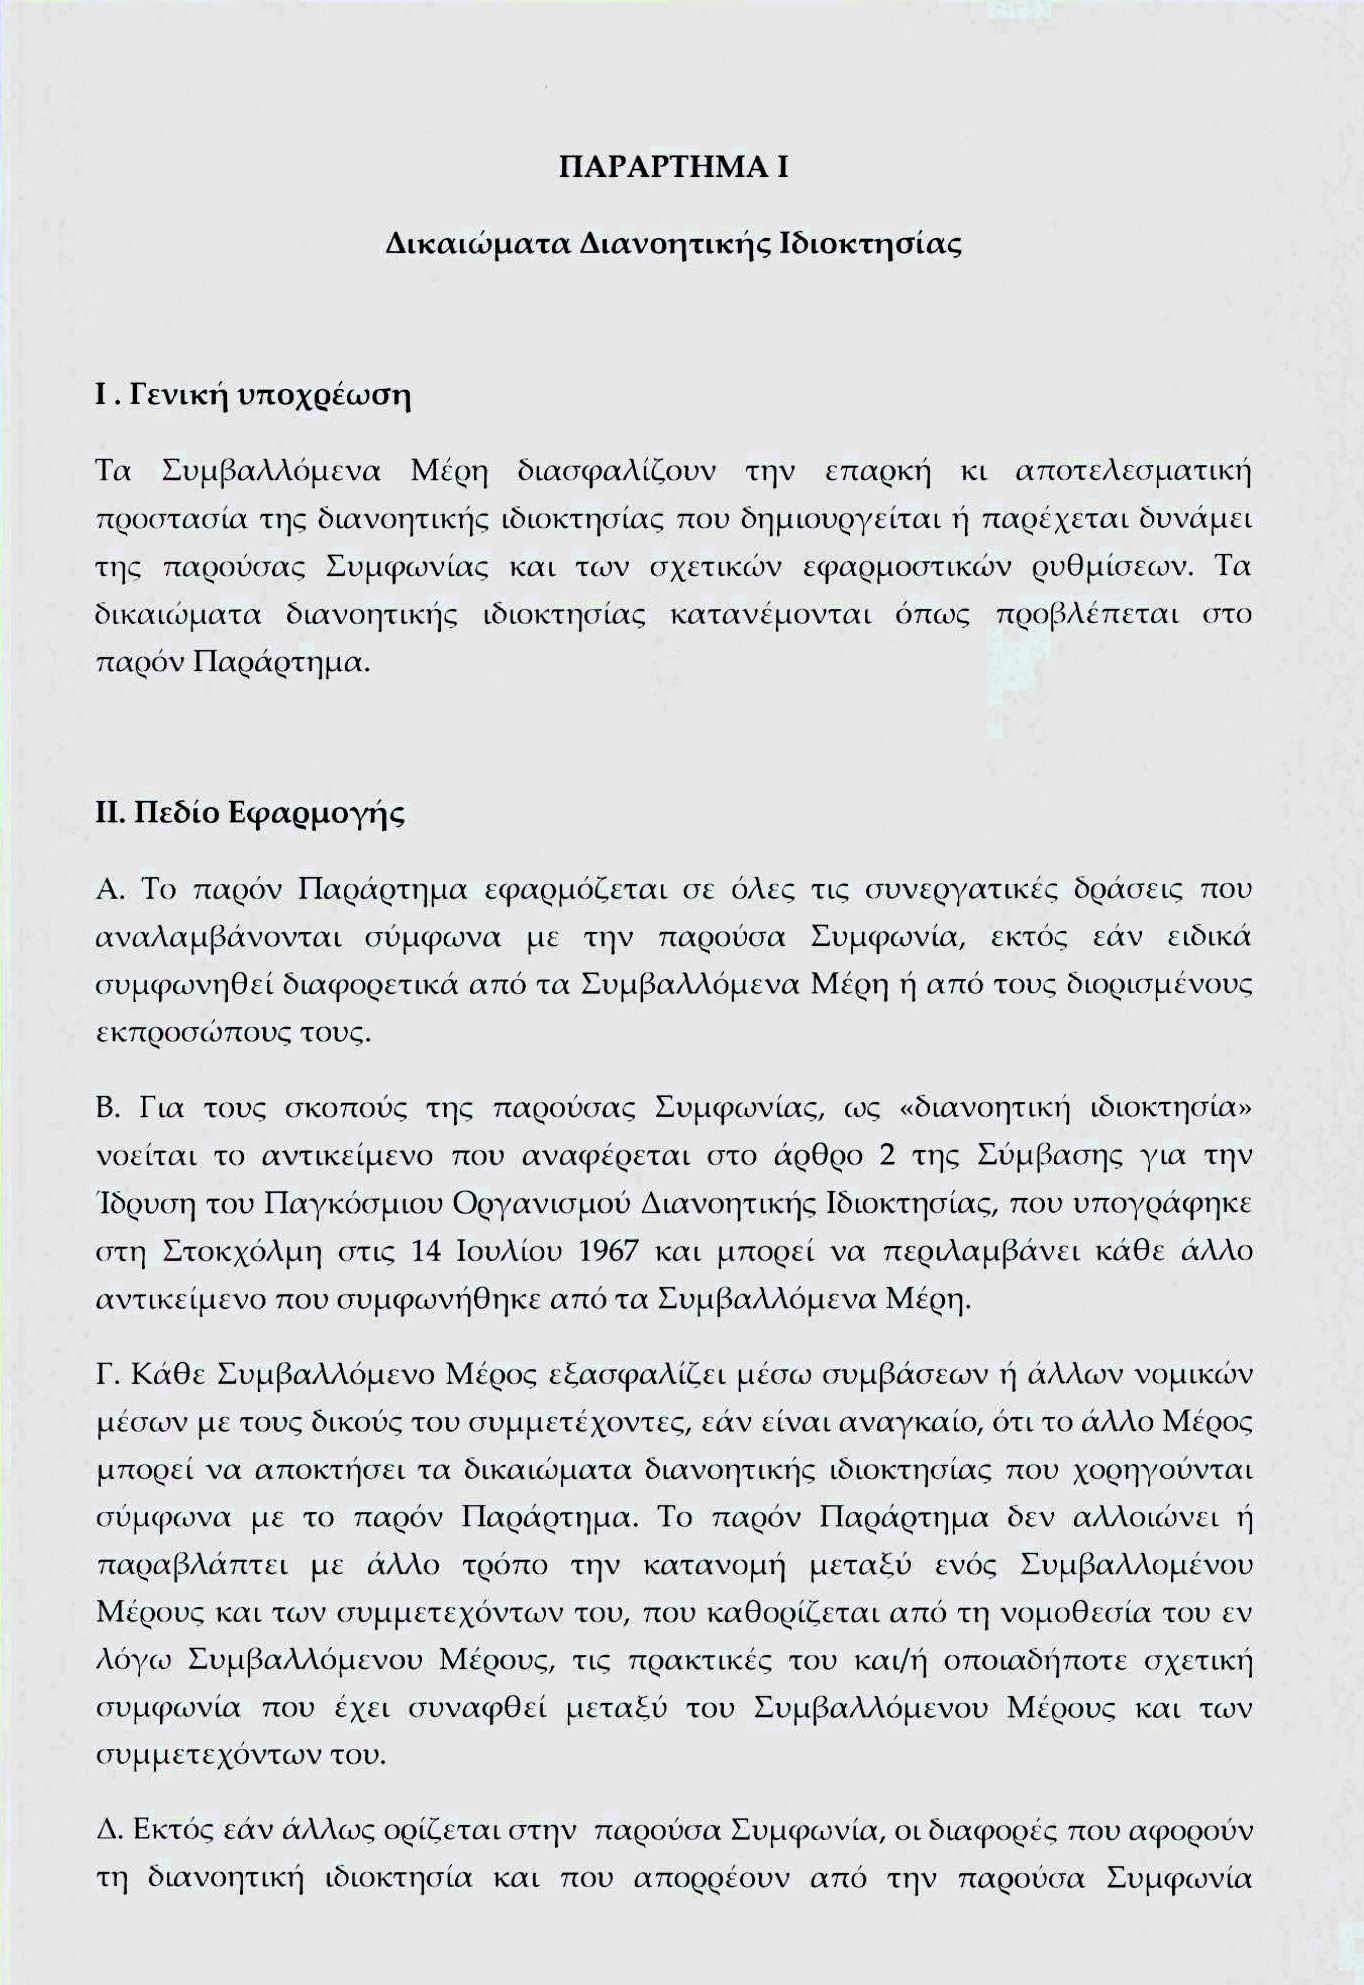 ΠΑΡΑΡΤΗΜΑ Ι
Δικαιώματα Διανοητικής Ιδιοκτησίας
Ι . Γενική υποχρέωση
Τα Συμβαλλόμενα Μέρη διασφαλίζουν την επαρκή κι αποτελεσματική
προστασία της διανοητικής ιδιοκτησίας που δημιουργείται ή παρέχεται δυνάμει
της παρούσας Συμφωνίας και των σχετικών εφαρμοστικών ρυθμίσεων. Τα
δικαιώματα διανοητικής ιδιοκτησίας κατανέμονται όπως προβλέπεται στο
παρόν Παράρτημα.
ΙΙ. Πεδίο Εφαρμογής
Α. Το παρόν Παράρτημα εφαρμόζεται σε όλες τις συνεργατικές δράσεις που
αναλαμβάνονται σύμφωνα με την παρούσα Συμφωνία, εκτός εάν ειδικά
συμφωνηθεί διαφορετικά από τα Συμβαλλόμενα Μέρη ή από τους διορισμένους
εκπροσώπους τους.
Β. Για τους σκοπούς της παρούσας Συμφωνίας, ως «διανοητική ιδιοκτησία»
νοείται το αντικείμενο που αναφέρεται στο άρθρο 2 της Σύμβασης για την
Ίδρυση του Παγκόσμιου Οργανισμού Διανοητικής Ιδιοκτησίας, που υπογράφηκε
στη Στοκχόλμη στις 14 Ιουλίου 1967 και μπορεί να περιλαμβάνει κάθε άλλο
αντικείμενο που συμφωνήθηκε από τα Συμβαλλόμενα Μέρη.
Γ. Κάθε Συμβαλλόμενο Μέρος εξασφαλίζει μέσω συμβάσεων ή άλλων νομικών
μέσων με τους δικούς του συμμετέχοντες, εάν είναι αναγκαίο, ότι το άλλο Μέρος
μπορεί να αποκτήσει τα δικαιώματα διανοητικής ιδιοκτησίας που χορηγούνται
σύμφωνα με το παρόν Παράρτημα. Το παρόν Παράρτημα δεν αλλοιώνει ή
παραβλάπτει με άλλο τρόπο την κατανομή μεταξύ ενός Συμβαλλομένου
Μέρους και των συμμετεχόντων του, που καθορίζεται από τη νομοθεσία του εν
λόγω Συμβαλλόμενου Μέρους, τις πρακτικές του και/ή οποιαδήποτε σχετική
συμφωνία που έχει συναφθεί μεταξύ του Συμβαλλόμενου Μέρους και των
συμμετεχόντων του.
Δ. Εκτός εάν άλλως ορίζεται στην παρούσα Συμφωνία, οι διαφορές που αφορούν
τη διανοητική ιδιοκτησία και που απορρέουν από την παρούσα Συμφωνία